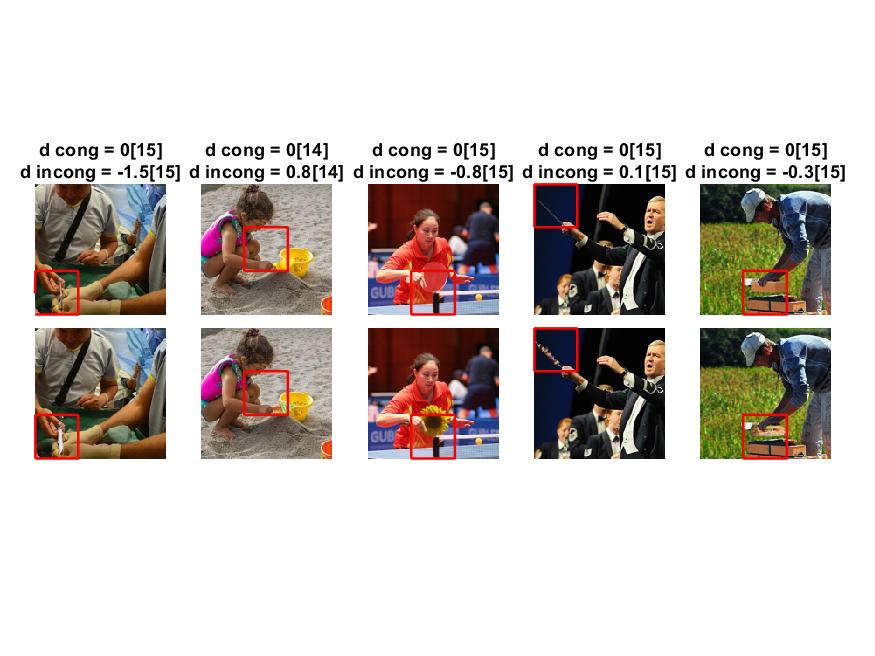 d cong = 0[15]
d incong = -1.5[15]
d cong = 0[14]
d incong = 0.8[14]
d cong = 0[15]
d incong = -0.8[15]
d cong = 0[15]
d incong = 0.1[15]
d cong = 0[15]
d incong = -0.3[15]
GUB
GUB